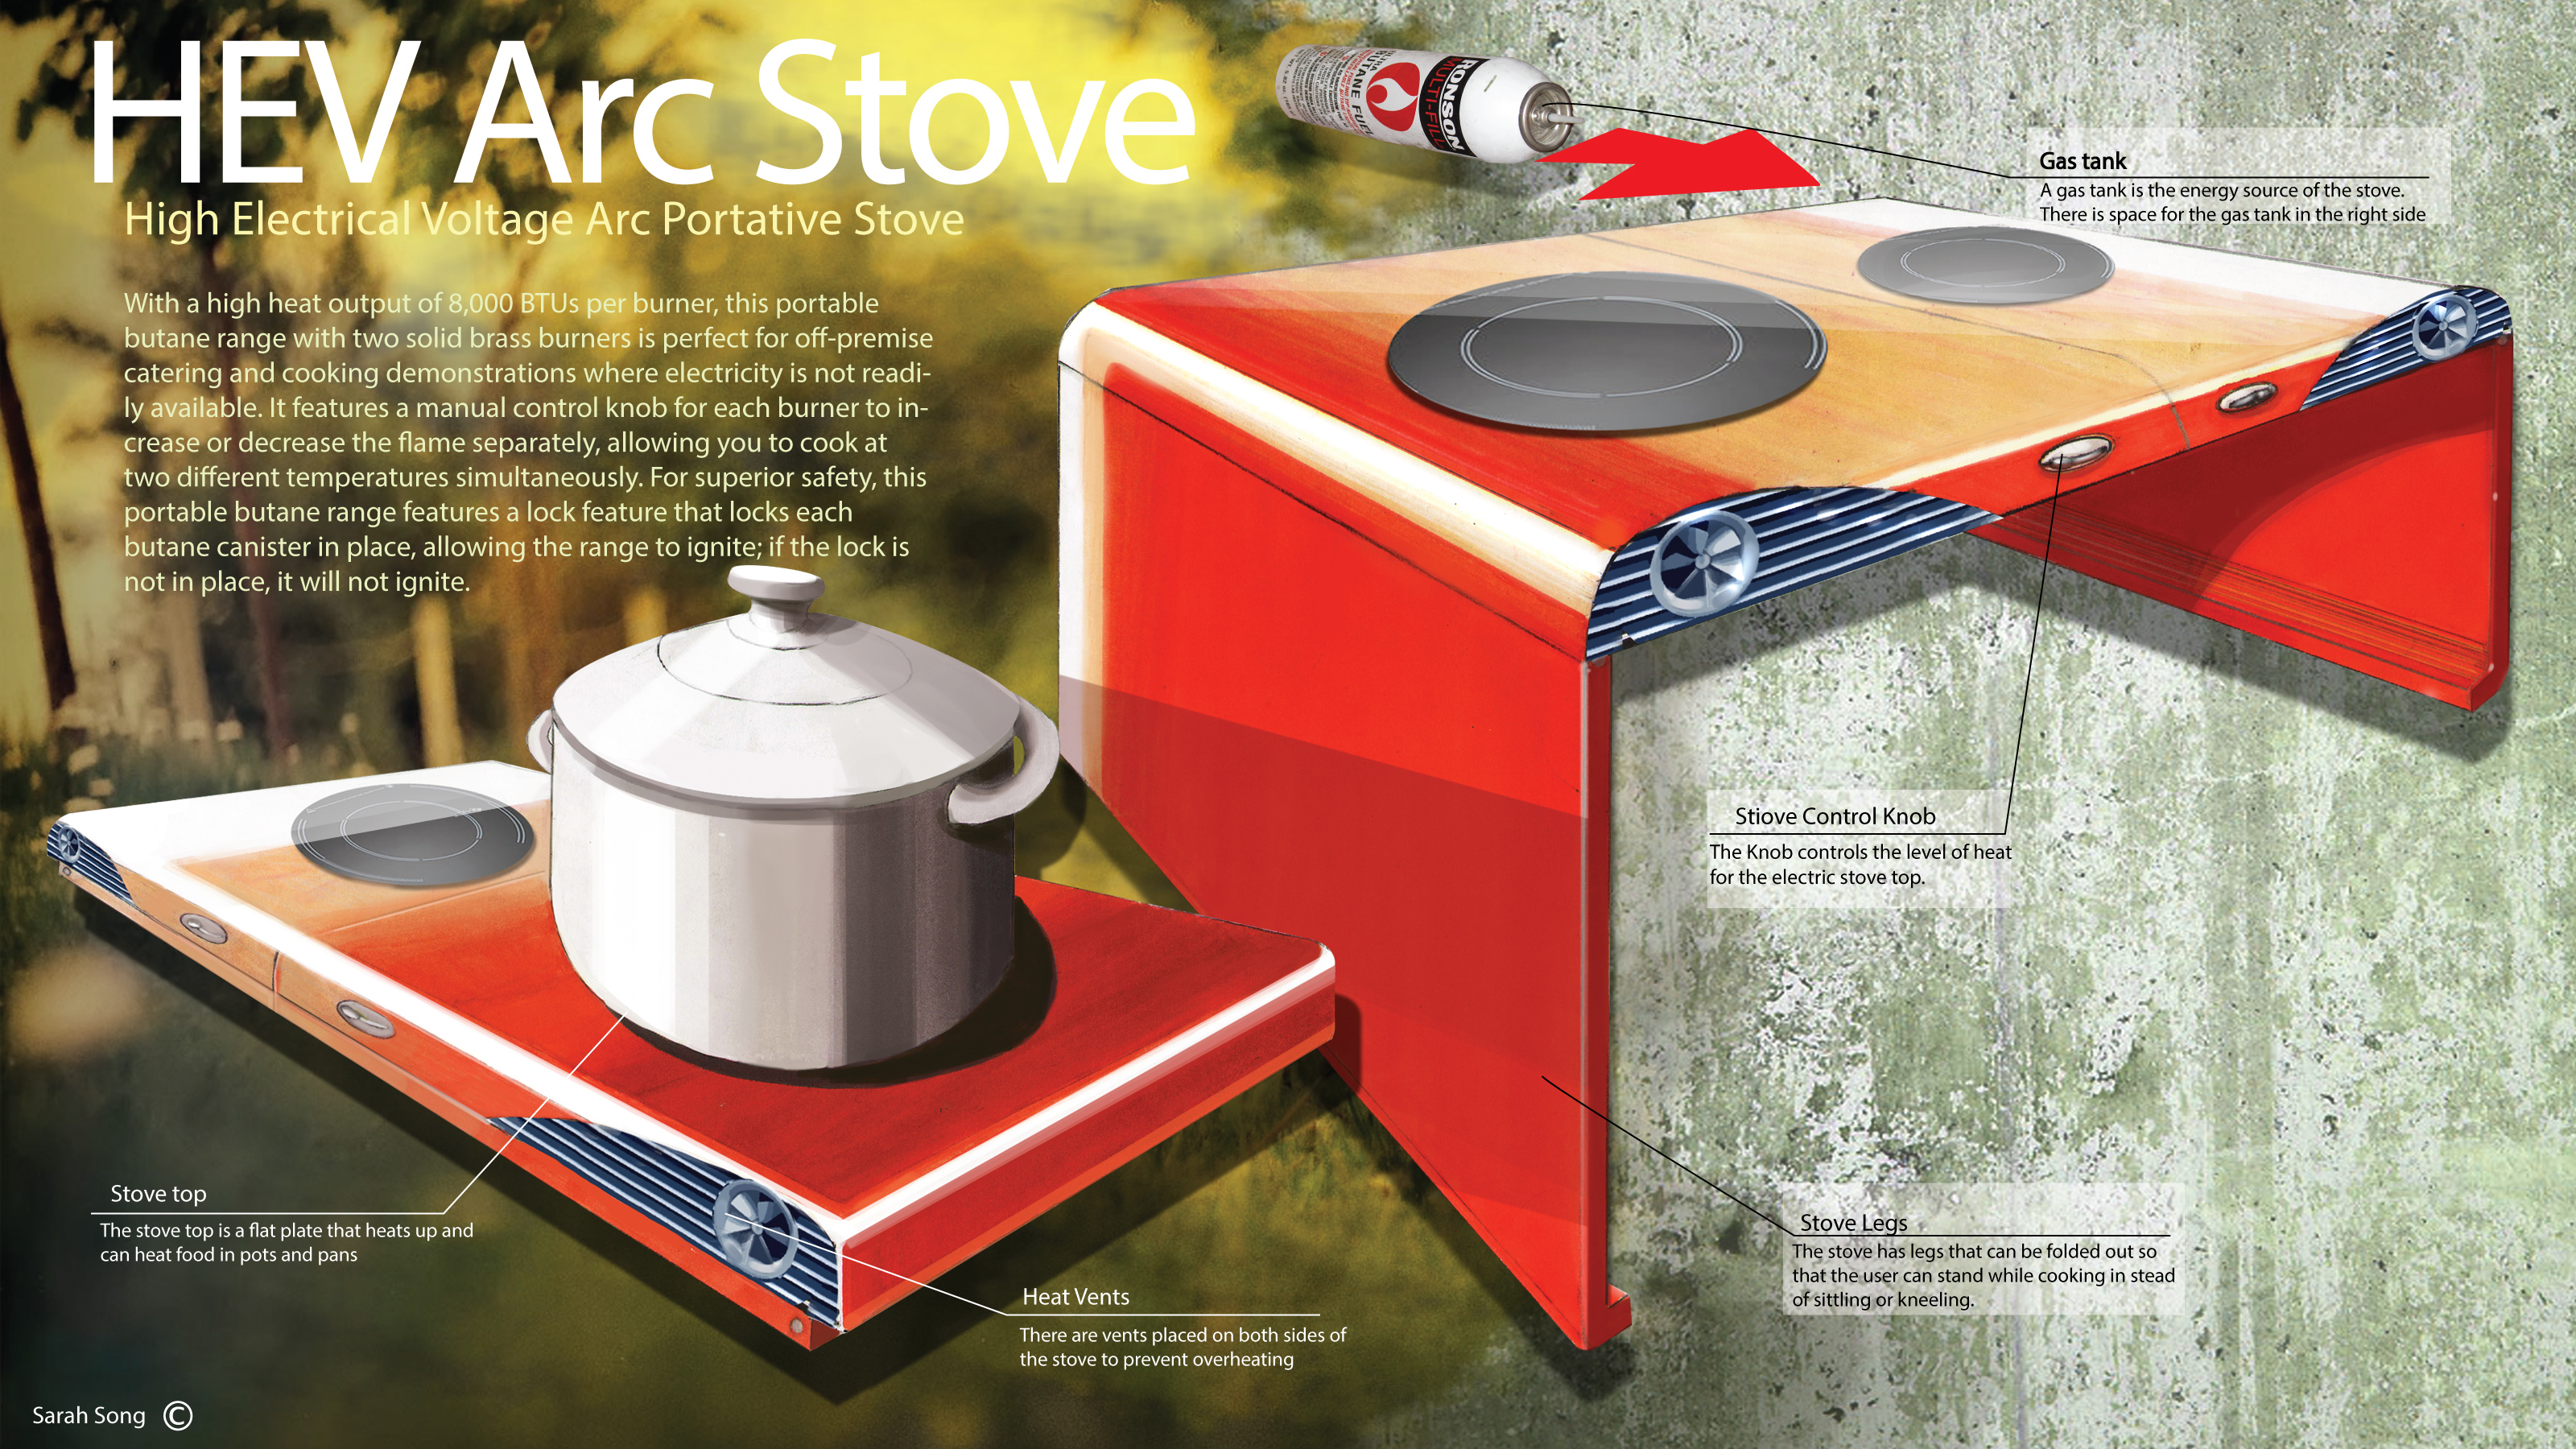 HEV Arc Stove
High Electrical Voltage Arc Portative Stove
With a high heat output of 8,000 BTUs per burner, this portable
butane range with two solid brass burners is perfect for off-premise
catering and cooking demonstrations where electricity is not readi-
ly available. It features a manual control knob for each burner to in-
crease or decrease the flame separately, allowing you to cook at
two different temperatures simultaneously. For superior safety, this
portable butane range features a lock feature that locks each
butane canister in place, allowing the range to ignite; if the lock is
not in place, it will not ignite.
RONSON
MULTI-FILL
BUTANE FUEL
Gas tank
A gas tank is the energy source of the stove.
There is space for the gas tank in the right side
Stiove Control Knob
The Knob controls the level of heat
for the electric stove top.
Stove top
The stove top is a flat plate that heats up and
can heat food in pots and pans
Heat Vents
There are vents placed on both sides of
the stove to prevent overheating
Stove Legs
The stove has legs that can be folded out so
that the user can stand while cooking in stead
of sittling or kneeling.
Sarah Song ©